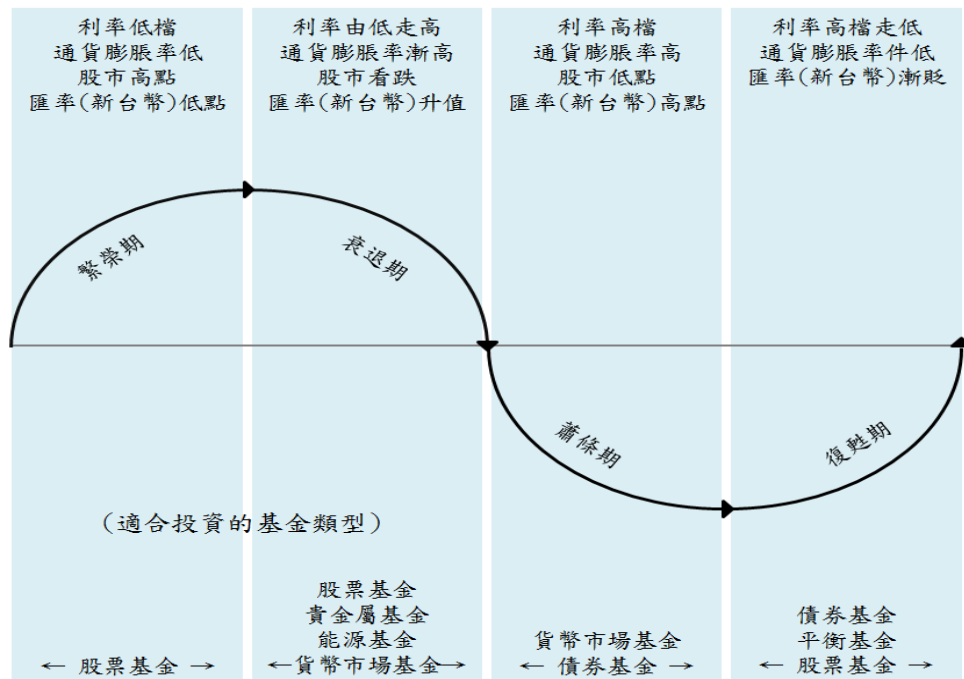 利率低檔
通貨膨脹率低
股市高點
匯率(新台幣)低點
利率由低走高
通貨膨脹率漸高
股市看跌
匯率(新台幣)升值
利率高檔
通貨膨脹率高
股市低點
匯率(新台幣)高點
利率高檔走低
通貨膨脹率件低
匯率(新台幣)漸貶
繁榮期
衰退期
蕭條期
復甦期
（適合投資的基金類型）
← 股票基金 →
股票基金
貴金屬基金
能源基金
←貨幣市場基金→
貨幣市場基金
← 債券基金 →
債券基金
平衡基金
← 股票基金 →